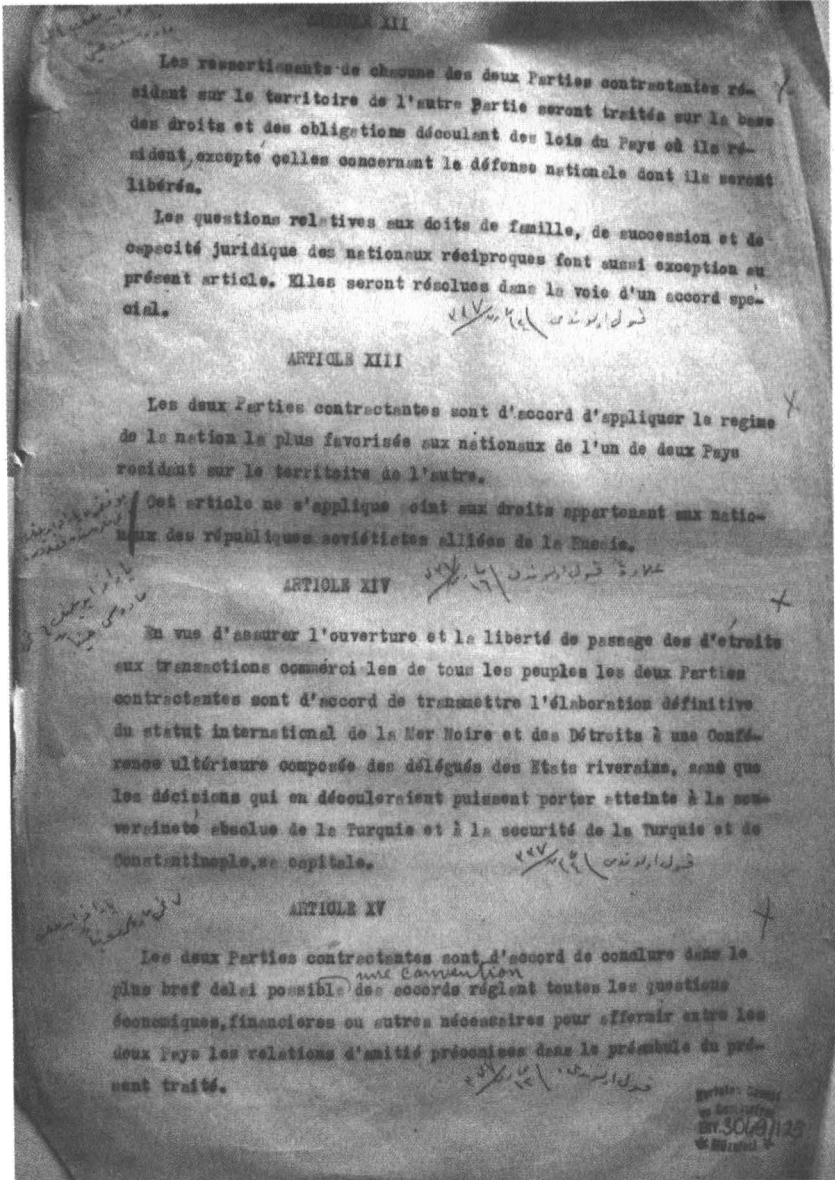 ARTICLE XII
Les ressortissants de chacune des deux Parties contractantes ré-
sidant sur le territoire de l'autre Partie seront traités sur la base
des droits et des obligations découlant des lois du Pays où ils ré-
sident, excepté celles concernant la défense nationale dont ils seront
libérés.
Les questions relatives aux doits de famille, de succession et de
capacité juridique des nationaux réciproques font aussi exception au
présent article. Elles seront résolues dans la voie d'un accord spe-
cial.
قبول اولوندى
ARTICLE XIII
Les deux Parties contractantes sont d'accord d'appliquer le regime
de la nation la plus favorisée aux nationaux de l'un de deux Pays
residant sur le territoire de l'autre.
Cet article ne s'applique point aux droits appartenant aux natio-
naux des républiques soviétistes alliées de la Russie.
ARTICLE XIV
قبول اولوندى
En vue d'assurer l'ouverture et la liberté de passage des d'étroits
aux transactions commerciales de tous les peuples les deux Parties
contractantes sont d'accord de transmettre l'élaboration définitive
du statut international de la Mer Noire et des Détroits à une Confé-
rence ultérieure composée des délégués des Etats riverains, sans que
les décisions qui en découleraient puissent porter atteinte à la sou-
veraineté absolue de la Turquie et à la securité de la Turquie et de
Constantinople, sa capitale.
قبول اولوندى
ARTICLE XV
Les deux Parties contractantes sont d'accord de conclure dans le
une convention
plus bref delai possible des accords réglant toutes les questions
économiques, financieres ou autres nécessaires pour affermir entre les
deux Pays les relations d'amitié préconisées dans le préambule du pré-
sent traité.
قبول اولوندى
3069/123